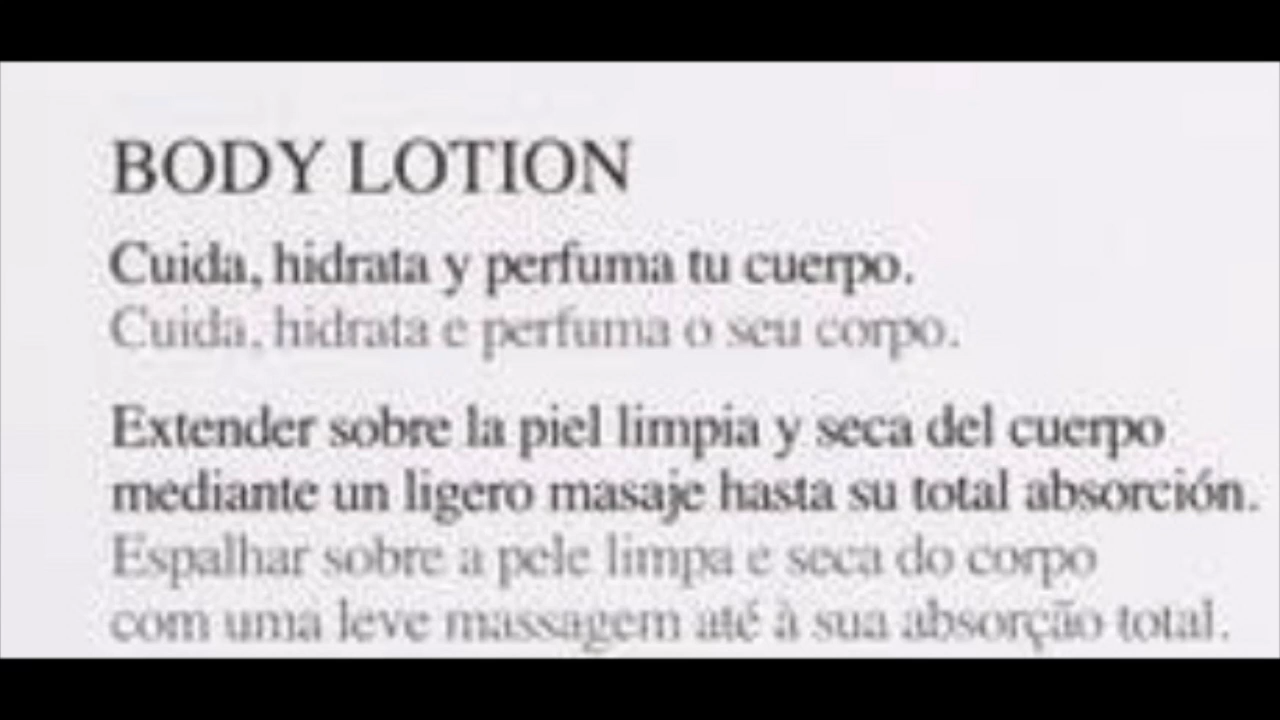 BODY LOTION
Cuida, hidrata y perfuma tu cuerpo.
Cuida, hidrata e perfuma o seu corpo.
Extender sobre la piel limpia y seca del cuerpo
mediante un ligero masaje hasta su total absorción.
Espalhar sobre a pele limpa e seca do corpo
com uma leve massagem até à sua absorção total.